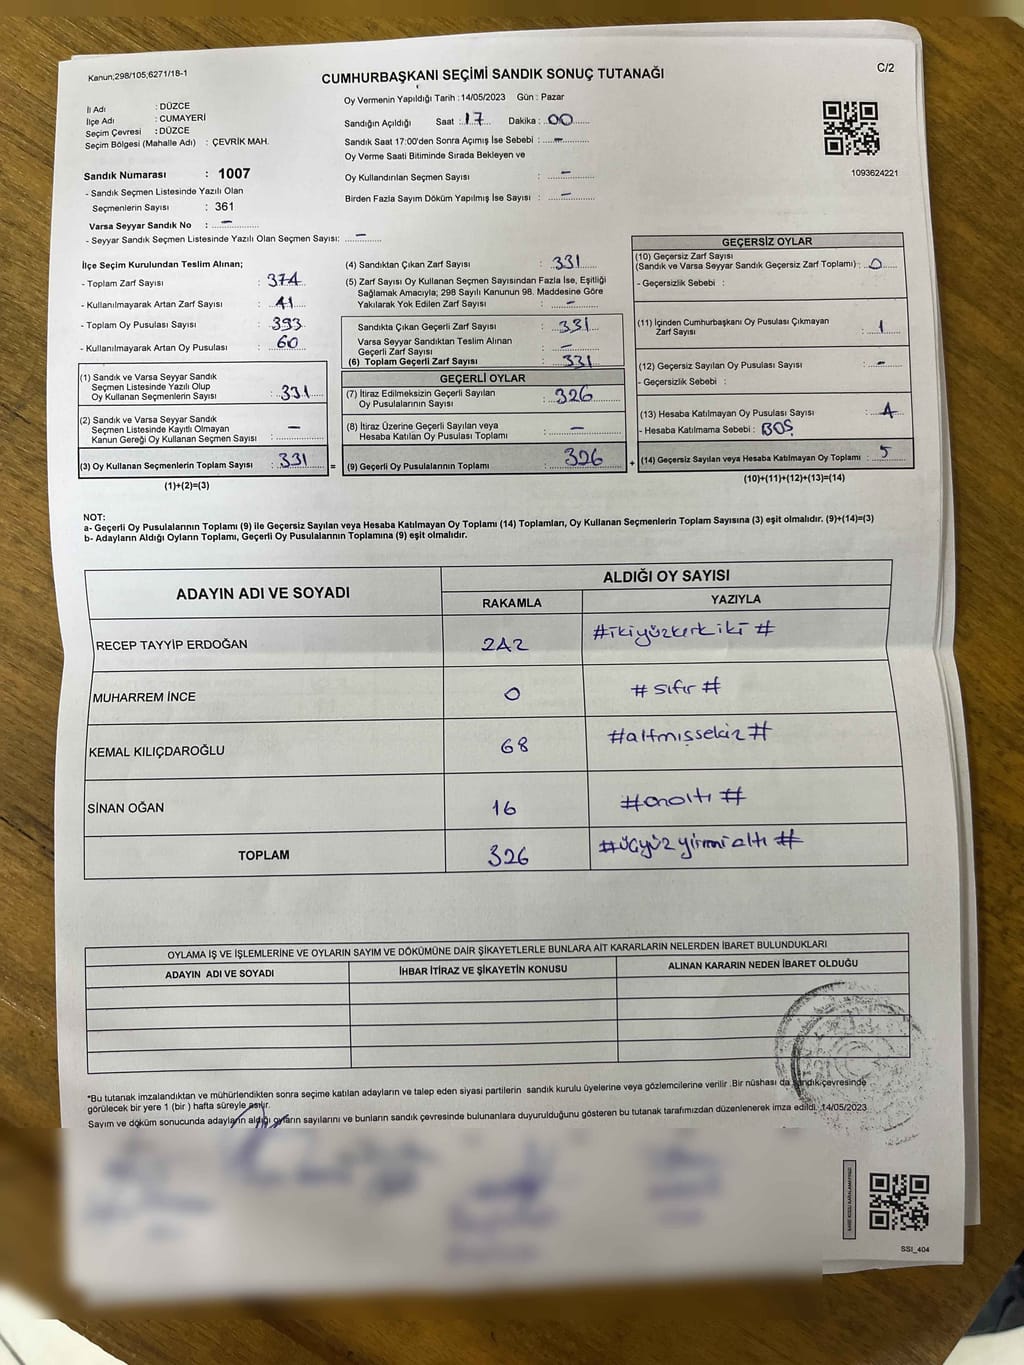 Kanun;298/105;6271/18-1
CUMHURBAŞKANI SEÇİMİ SANDIK SONUÇ TUTANAĞI
C/2
İl Adı : DÜZCE
İlçe Adı : CUMAYERİ
Seçim Çevresi : DÜZCE
Seçim Bölgesi (Mahalle Adı) : ÇEVRİK MAH.
Sandık Numarası : 1007
- Sandık Seçmen Listesinde Yazılı Olan
Seçmenlerin Sayısı : 361
Varsa Seyyar Sandık No : -
- Seyyar Sandık Seçmen Listesinde Yazılı Olan Seçmen Sayısı: -
Oy Vermenin Yapıldığı Tarih :14/05/2023 Gün : Pazar
Sandığın Açıldığı Saat : 17 Dakika : 00
Sandık Saat 17:00'den Sonra Açımış İse Sebebi : -
Oy Verme Saati Bitiminde Sırada Bekleyen ve
Oy Kullandırılan Seçmen Sayısı : -
Birden Fazla Sayım Döküm Yapılmış İse Sayısı : -
1093624221
İlçe Seçim Kurulundan Teslim Alınan;
- Toplam Zarf Sayısı : 374
- Kullanılmayarak Artan Zarf Sayısı : 41
- Toplam Oy Pusulası Sayısı : 393
- Kullanılmayarak Artan Oy Pusulası : 60
(1) Sandık ve Varsa Seyyar Sandık
Seçmen Listesinde Yazılı Olup
Oy Kullanan Seçmenlerin Sayısı : 331
(2) Sandık ve Varsa Seyyar Sandık
Seçmen Listesinde Kayıtlı Olmayan
Kanun Gereği Oy Kullanan Seçmen Sayısı : -
(3) Oy Kullanan Seçmenlerin Toplam Sayısı : 331 =
(1)+(2)=(3)
(4) Sandıktan Çıkan Zarf Sayısı : 331
(5) Zarf Sayısı Oy Kullanan Seçmen Sayısından Fazla İse, Eşitliği
Sağlamak Amacıyla; 298 Sayılı Kanunun 98. Maddesine Göre
Yakılarak Yok Edilen Zarf Sayısı : -
Sandıkta Çıkan Geçerli Zarf Sayısı : 331
Varsa Seyyar Sandıktan Teslim Alınan
Geçerli Zarf Sayısı : -
(6) Toplam Geçerli Zarf Sayısı : 331
GEÇERLİ OYLAR
(7) İtiraz Edilmeksizin Geçerli Sayılan
Oy Pusulalarının Sayısı : 326
(8) İtiraz Üzerine Geçerli Sayılan veya
Hesaba Katılan Oy Pusulası Toplamı : -
(9) Geçerli Oy Pusulalarının Toplamı : 326 +
GEÇERSİZ OYLAR
(10) Geçersiz Zarf Sayısı
(Sandık ve Varsa Seyyar Sandık Geçersiz Zarf Toplamı) : 0
- Geçersizlik Sebebi :
(11) İçinden Cumhurbaşkanı Oy Pusulası Çıkmayan
Zarf Sayısı : 1
(12) Geçersiz Sayılan Oy Pusulası Sayısı : -
- Geçersizlik Sebebi :
(13) Hesaba Katılmayan Oy Pusulası Sayısı : 4
- Hesaba Katılmama Sebebi : BOŞ
(14) Geçersiz Sayılan veya Hesaba Katılmayan Oy Toplamı : 5
(10)+(11)+(12)+(13)=(14)
NOT:
a- Geçerli Oy Pusulalarının Toplamı (9) ile Geçersiz Sayılan veya Hesaba Katılmayan Oy Toplamı (14) Toplamları, Oy Kullanan Seçmenlerin Toplam Sayısına (3) eşit olmalıdır. (9)+(14)=(3)
b- Adayların Aldığı Oyların Toplamı, Geçerli Oy Pusulalarının Toplamına (9) eşit olmalıdır.
ADAYIN ADI VE SOYADI ALDIĞI OY SAYISI
RAKAMLA YAZIYLA
RECEP TAYYİP ERDOĞAN 242 #ikiyüzkırkiki#
MUHARREM İNCE 0 #sıfır#
KEMAL KILIÇDAROĞLU 68 #altmışsekiz#
SİNAN OĞAN 16 #onaltı#
TOPLAM 326 #üçyüzyirmialtı#
OYLAMA İŞ VE İŞLEMLERİNE VE OYLARIN SAYIM VE DÖKÜMÜNE DAİR ŞİKAYETLERLE BUNLARA AİT KARARLARIN NELERDEN İBARET BULUNDUKLARI
ADAYIN ADI VE SOYADI İHBAR İTİRAZ VE ŞİKAYETİN KONUSU ALINAN KARARIN NEDEN İBARET OLDUĞU
*Bu tutanak imzalandıktan ve mühürlendikten sonra seçime katılan adayların ve talep eden siyasi partilerin sandık kurulu üyelerine veya gözlemcilerine verilir .Bir nüshası da sandık çevresinde
görülecek bir yere 1 (bir ) hafta süreyle asılır.
Sayım ve döküm sonucunda adayların aldığı oyların sayılarını ve bunların sandık çevresinde bulunanlara duyurulduğunu gösteren bu tutanak tarafımızdan düzenlenerek imza edildi. 14/05/2023
SSI_404